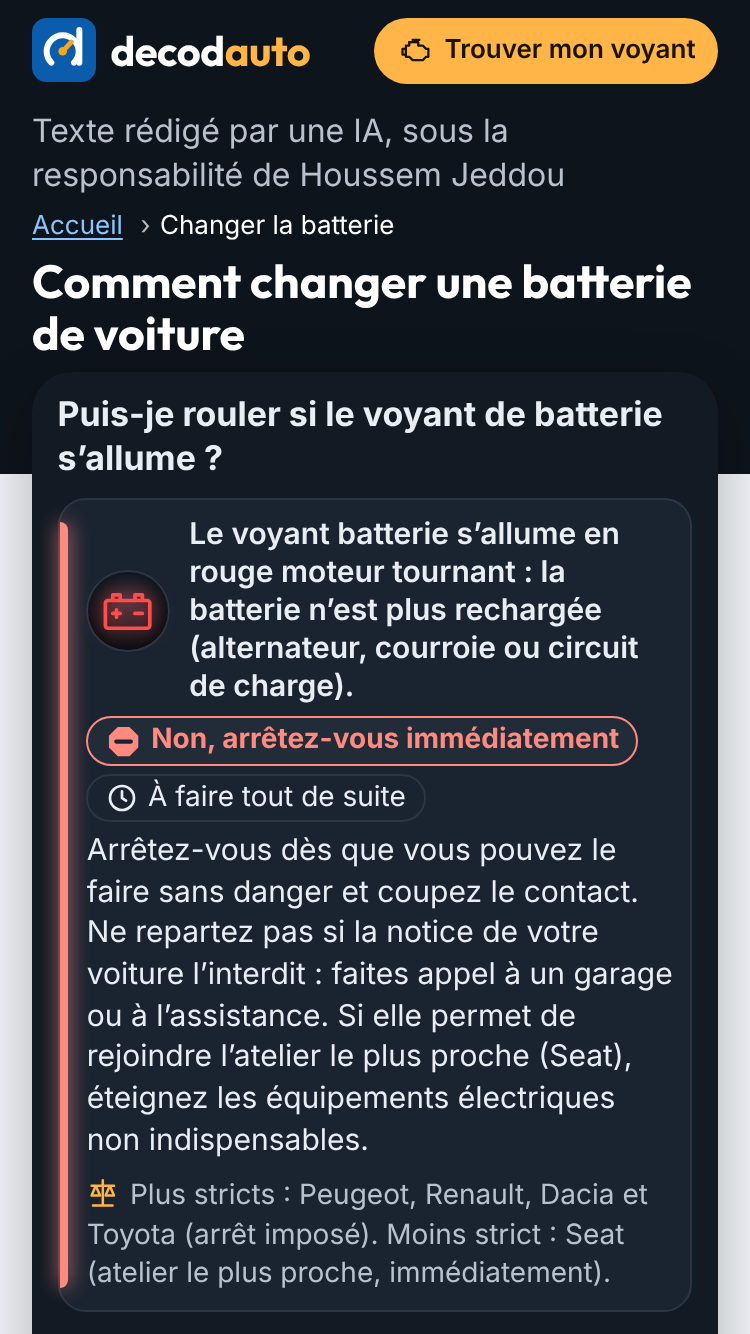 decodauto
Trouver mon voyant
Texte rédigé par une IA, sous la
responsabilité de Houssem Jeddou
Accueil › Changer la batterie
Comment changer une batterie
de voiture
Puis-je rouler si le voyant de batterie
s’allume ?
Le voyant batterie s’allume en
rouge moteur tournant : la
batterie n’est plus rechargée
(alternateur, courroie ou circuit
de charge).
Non, arrêtez-vous immédiatement
À faire tout de suite
Arrêtez-vous dès que vous pouvez le
faire sans danger et coupez le contact.
Ne repartez pas si la notice de votre
voiture l’interdit : faites appel à un garage
ou à l’assistance. Si elle permet de
rejoindre l’atelier le plus proche (Seat),
éteignez les équipements électriques
non indispensables.
Plus stricts : Peugeot, Renault, Dacia et
Toyota (arrêt imposé). Moins strict : Seat
(atelier le plus proche, immédiatement).